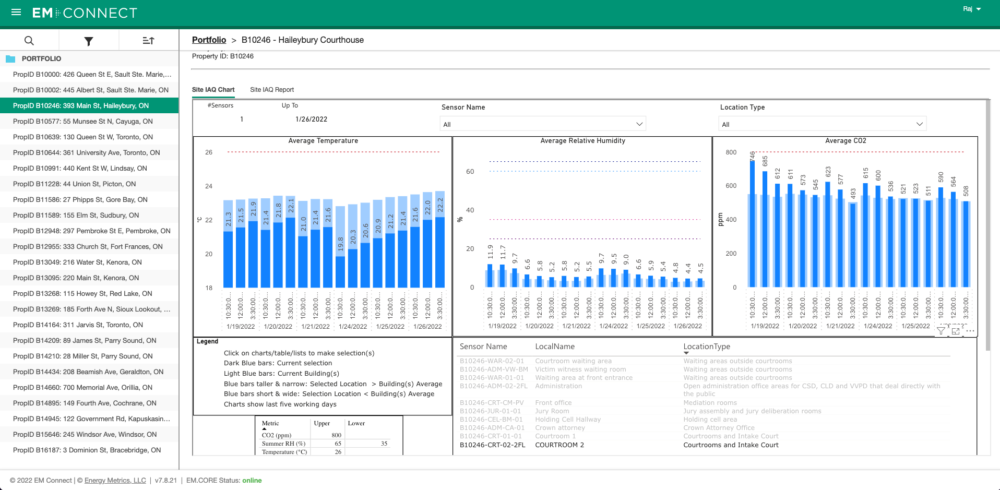 EM CONNECT
Raj
Portfolio > B10246 - Haileybury Courthouse
Property ID: B10246
PORTFOLIO
PropID B10000: 426 Queen St E, Sault Ste. Marie,...
PropID B10002: 445 Albert St, Sault Ste. Marie, ON
PropID B10246: 393 Main St, Haileybury, ON
PropID B10577: 55 Munsee St N, Cayuga, ON
PropID B10639: 130 Queen St W, Toronto, ON
PropID B10644: 361 University Ave, Toronto, ON
PropID B10991: 440 Kent St W, Lindsay, ON
PropID B11228: 44 Union St, Picton, ON
PropID B11586: 27 Phipps St, Gore Bay, ON
PropID B11589: 155 Elm St, Sudbury, ON
PropID B12948: 297 Pembroke St E, Pembroke, ON
PropID B12955: 333 Church St, Fort Frances, ON
PropID B13049: 216 Water St, Kenora, ON
PropID B13095: 220 Main St, Kenora, ON
PropID B13268: 115 Howey St, Red Lake, ON
PropID B13269: 185 Forth Ave N, Sioux Lookout, ...
PropID B14164: 311 Jarvis St, Toronto, ON
PropID B14209: 89 James St, Parry Sound, ON
PropID B14210: 28 Miller St, Parry Sound, ON
PropID B14434: 208 Beamish Ave, Geraldton, ON
PropID B14660: 700 Memorial Ave, Orillia, ON
PropID B14895: 149 Fourth Ave, Cochrane, ON
PropID B14945: 122 Government Rd, Kapuskasin...
PropID B15646: 245 Windsor Ave, Windsor, ON
PropID B16187: 3 Dominion St, Bracebridge, ON
Site IAQ Chart Site IAQ Report
#Sensors Up To
1 1/26/2022
Sensor Name
All
Location Type
All
Average Temperature
26
24
22
20
18
°C
21.3 21.5 21.9 21.4 21.8 22.1 21.0 21.4 21.6 19.8 20.3 20.6 20.9 21.2 21.4 21.6 22.0 22.2
10:30:0... 12:00:0... 3:30:00... 10:30:0... 12:00:0... 3:30:00... 10:30:0... 12:00:0... 3:30:00... 10:30:0... 12:00:0... 3:30:00... 10:30:0... 12:00:0... 3:30:00... 10:30:0... 12:00:0... 3:30:00...
1/19/2022 1/20/2022 1/21/2022 1/24/2022 1/25/2022 1/26/2022
Average Relative Humidity
60
40
20
0
%
11.9 11.7 9.7 6.6 5.8 5.2 5.8 5.2 5.5 9.7 9.5 9.0 6.6 5.9 5.4 4.8 4.4 4.5
10:30:0... 12:00:0... 3:30:00... 10:30:0... 12:00:0... 3:30:00... 10:30:0... 12:00:0... 3:30:00... 10:30:0... 12:00:0... 3:30:00... 10:30:0... 12:00:0... 3:30:00... 10:30:0... 12:00:0... 3:30:00...
1/19/2022 1/20/2022 1/21/2022 1/24/2022 1/25/2022 1/26/2022
Average CO2
800
600
400
200
0
ppm
746 685 612 611 573 545 623 577 493 615 600 536 521 523 511 590 564 508
10:30:0... 12:00:0... 3:30:00... 10:30:0... 12:00:0... 3:30:00... 10:30:0... 12:00:0... 3:30:00... 10:30:0... 12:00:0... 3:30:00... 10:30:0... 12:00:0... 3:30:00... 10:30:0... 12:00:0... 3:30:00...
1/19/2022 1/20/2022 1/21/2022 1/24/2022 1/25/2022
Legend
Click on charts/table/lists to make selection(s)
Dark Blue bars: Current selection
Light Blue bars: Current Building(s)
Blue bars taller & narrow: Selected Location > Building(s) Average
Blue bars short & wide: Selection Location < Building(s) Average
Charts show last five working days
Metric Upper Lower
CO2 (ppm) 800
Summer RH (%) 65 35
Temperature (°C) 26
Sensor Name LocalName LocationType
B10246-WAR-02-01 Courtroom waiting area Waiting areas outside courtrooms
B10246-ADM-VW-BM Victim witness waiting room Waiting areas outside courtrooms
B10246-WAR-01-01 Waiting area at front entrance Waiting areas outside courtrooms
B10246-ADM-02-2FL Administration Open administration office areas for CSD, CLD and VVPD that deal directly with
the public
B10246-CRT-CM-PV Front office Mediation rooms
B10246-JUR-01-01 Jury Room Jury assembly and jury deliberation rooms
B10246-CEL-BM-01 Holding Cell Hallway Holding cell area
B10246-ADM-CA-01 Crown attorney Crown Attorney Office
B10246-CRT-01-01 Courtroom 1 Courtrooms and Intake Court
B10246-CRT-02-2FL COURTROOM 2 Courtrooms and Intake Court
© 2022 EM Connect | © Energy Metrics, LLC | v7.8.21 | EM.CORE Status: online